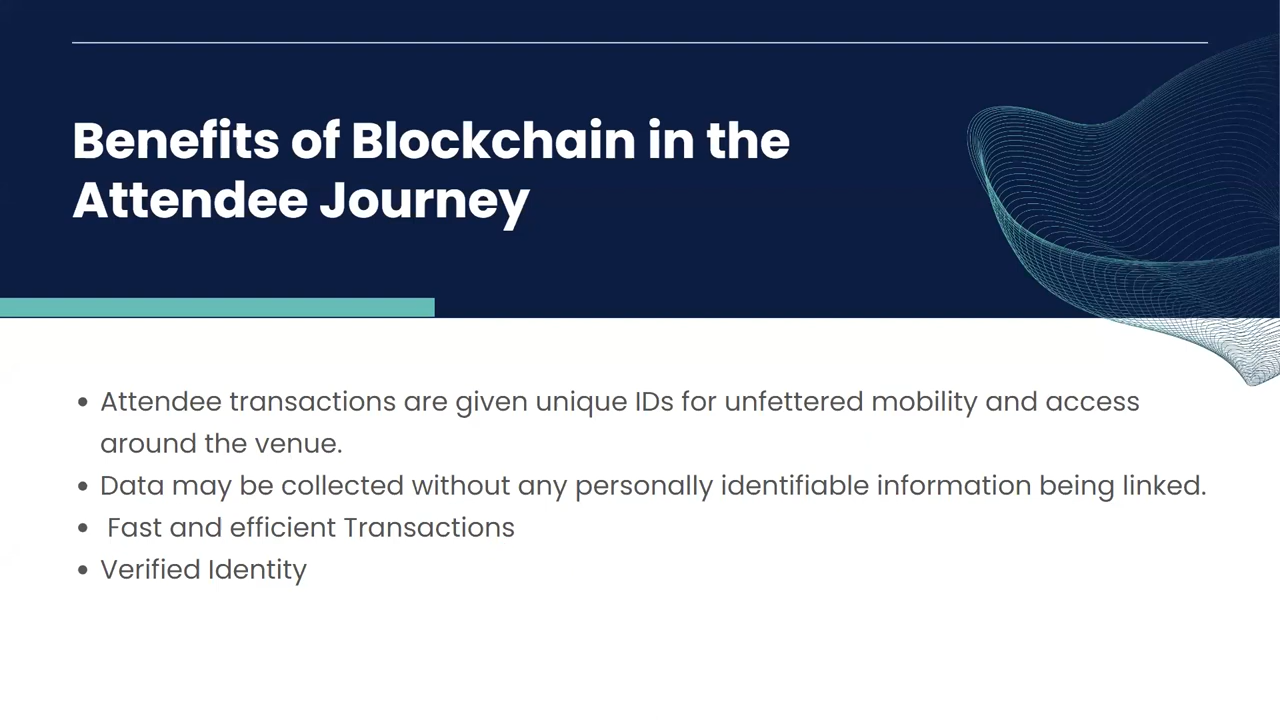 Benefits of Blockchain in the
Attendee Journey
• Attendee transactions are given unique IDs for unfettered mobility and access
around the venue.
• Data may be collected without any personally identifiable information being linked.
• Fast and efficient Transactions
• Verified Identity